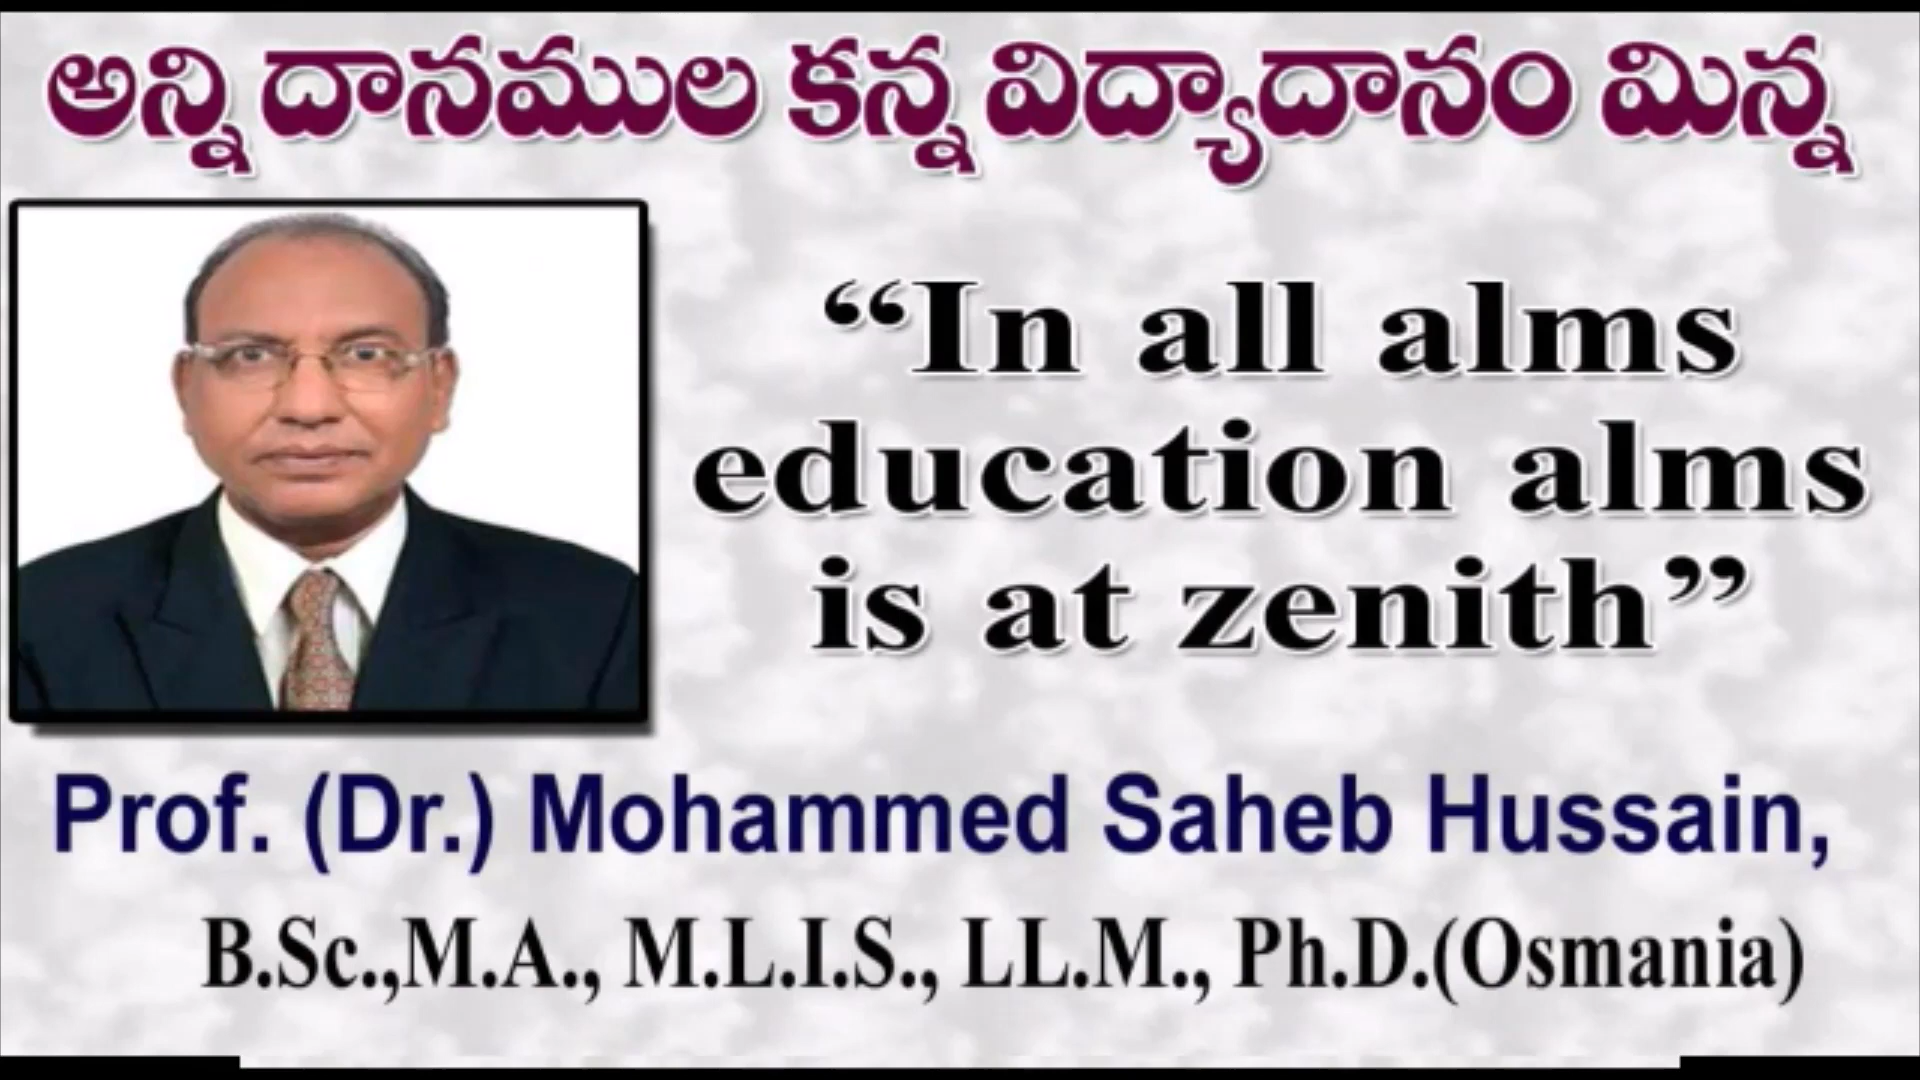 అన్ని దానముల కన్న విద్యాదానం మిన్న
“In all alms
education alms
is at zenith”
Prof. (Dr.) Mohammed Saheb Hussain,
B.Sc.,M.A., M.L.I.S., LL.M., Ph.D.(Osmania)